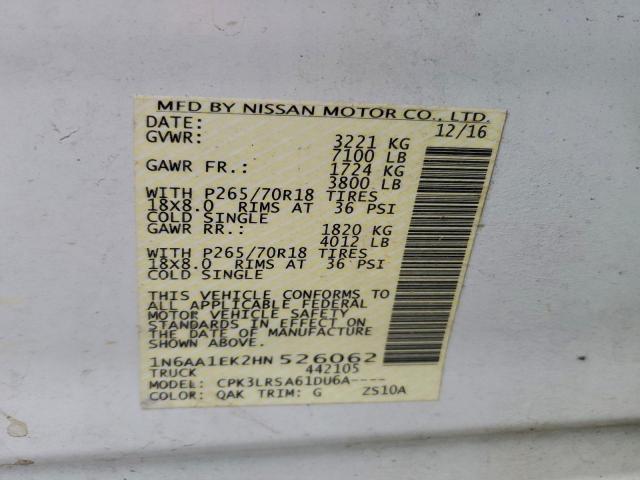 MFD BY NISSAN MOTOR CO., LTD.
DATE: 12/16
GVWR: 3221 KG
7100 LB
GAWR FR.: 1724 KG
3800 LB
WITH P265/70R18 TIRES
18X8.0 RIMS AT 36 PSI
COLD SINGLE
GAWR RR.: 1820 KG
4012 LB
WITH P265/70R18 TIRES
18X8.0 RIMS AT 36 PSI
COLD SINGLE
THIS VEHICLE CONFORMS TO
ALL APPLICABLE FEDERAL
MOTOR VEHICLE SAFETY
STANDARDS IN EFFECT ON
THE DATE OF MANUFACTURE
SHOWN ABOVE.
1N6AA1EK2HN 526062
TRUCK 442105
MODEL: CPK3LRSA61DU6A----
COLOR: QAK TRIM: G ZS10A